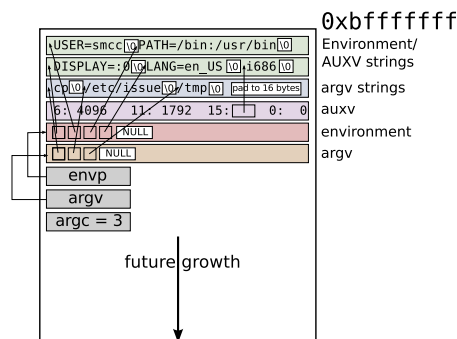 0xbfffffff
USER=smcc\0PATH=/bin:/usr/bin\0
Environment/
AUXV strings
DISPLAY=:0\0LANG=en_US \0 i686 \0
cp\0/etc/issue\0/tmp\0 pad to 16 bytes
argv strings
6: 4096 11: 1792 15: 0: 0
auxv
NULL
environment
NULL
argv
envp
argv
argc = 3
future growth